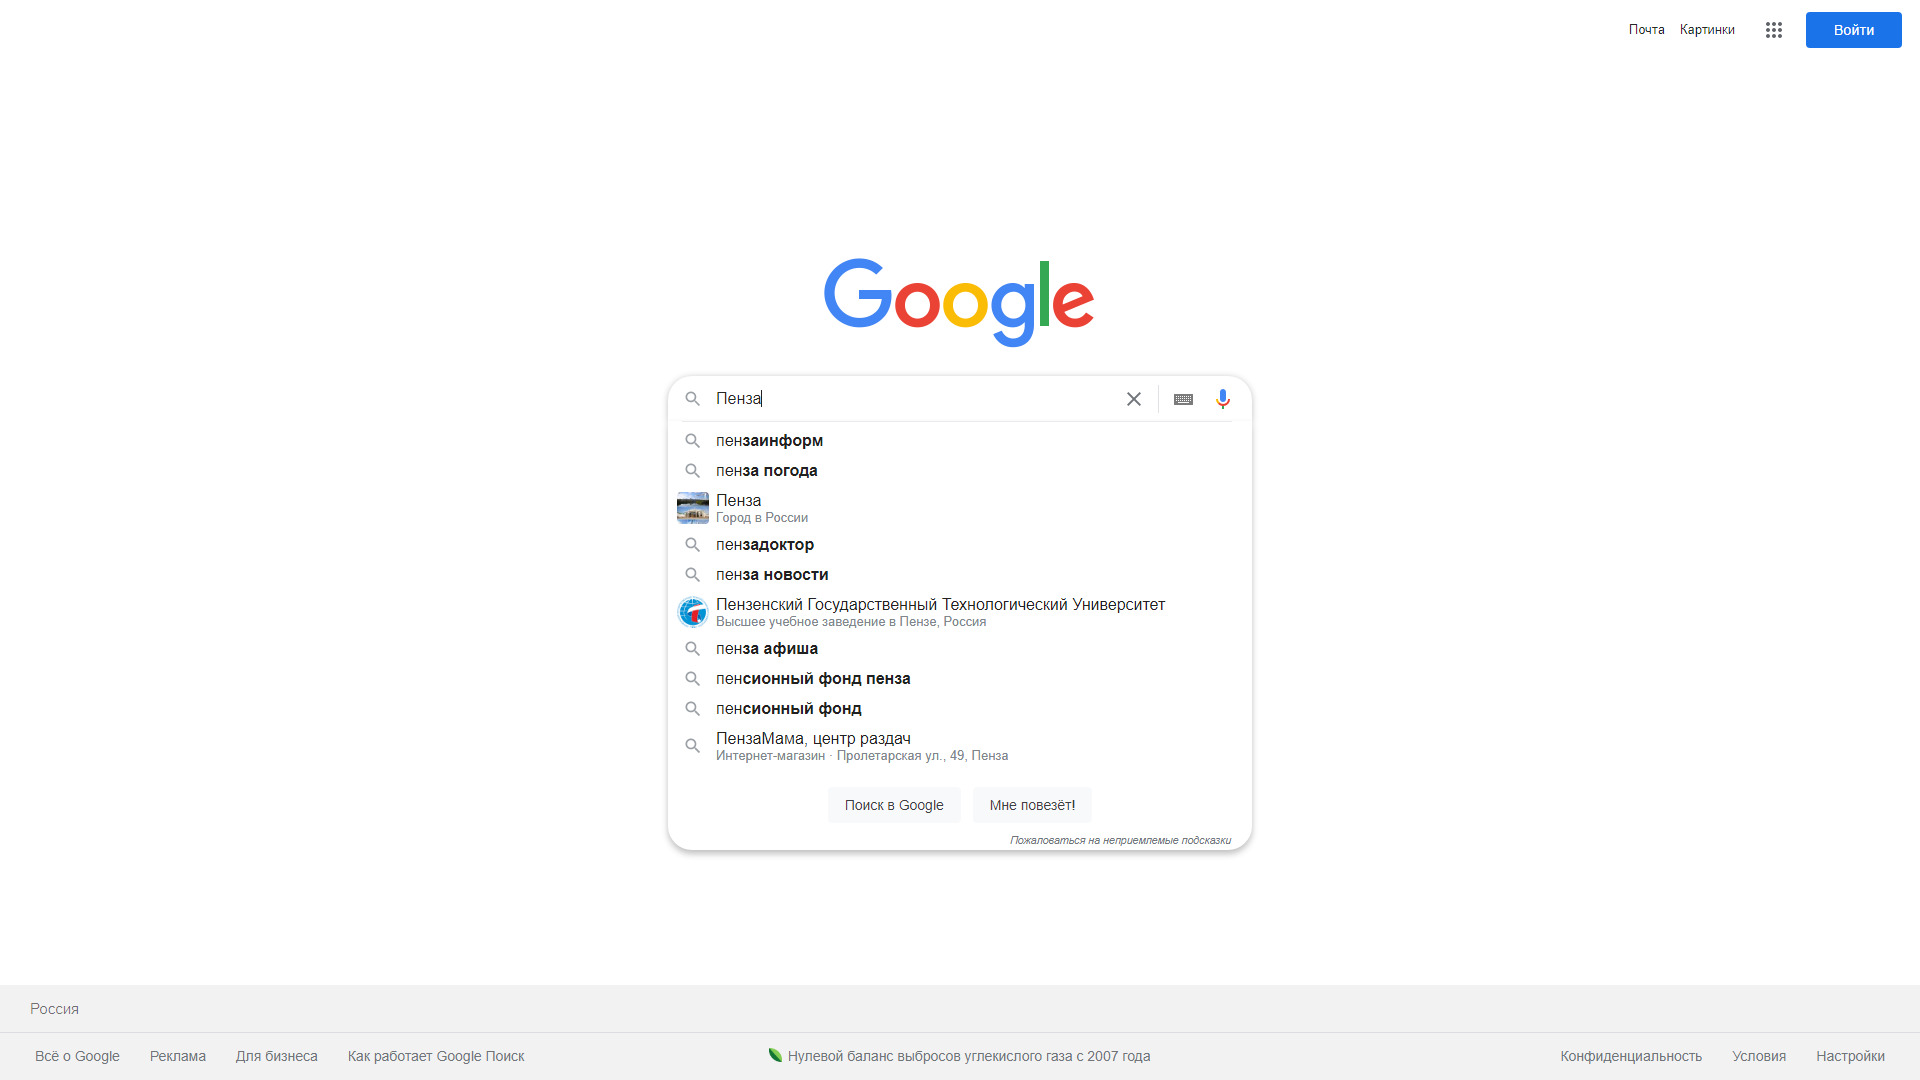 Почта Картинки Войти
Google
Пенза
пензаинформ
пенза погода
Пенза
Город в России
пензадоктор
пенза новости
Пензенский Государственный Технологический Университет
Высшее учебное заведение в Пензе, Россия
пенза афиша
пенсионный фонд пенза
пенсионный фонд
ПензаМама, центр раздач
Интернет-магазин · Пролетарская ул., 49, Пенза
Поиск в Google Мне повезёт!
Пожаловаться на неприемлемые подсказки
Россия
Всё о Google Реклама Для бизнеса Как работает Google Поиск Нулевой баланс выбросов углекислого газа с 2007 года Конфиденциальность Условия Настройки